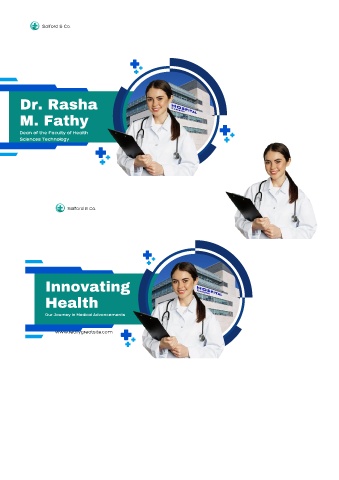 Salford & Co.
Dr. Rasha
M. Fathy
Dean of the Faculty of Health
Sciences Technology
HOSPITAL
Salford & Co.
Innovating
Health
Our Journey in Medical Advancements
HOSPITAL
www.reallygreatsite.com